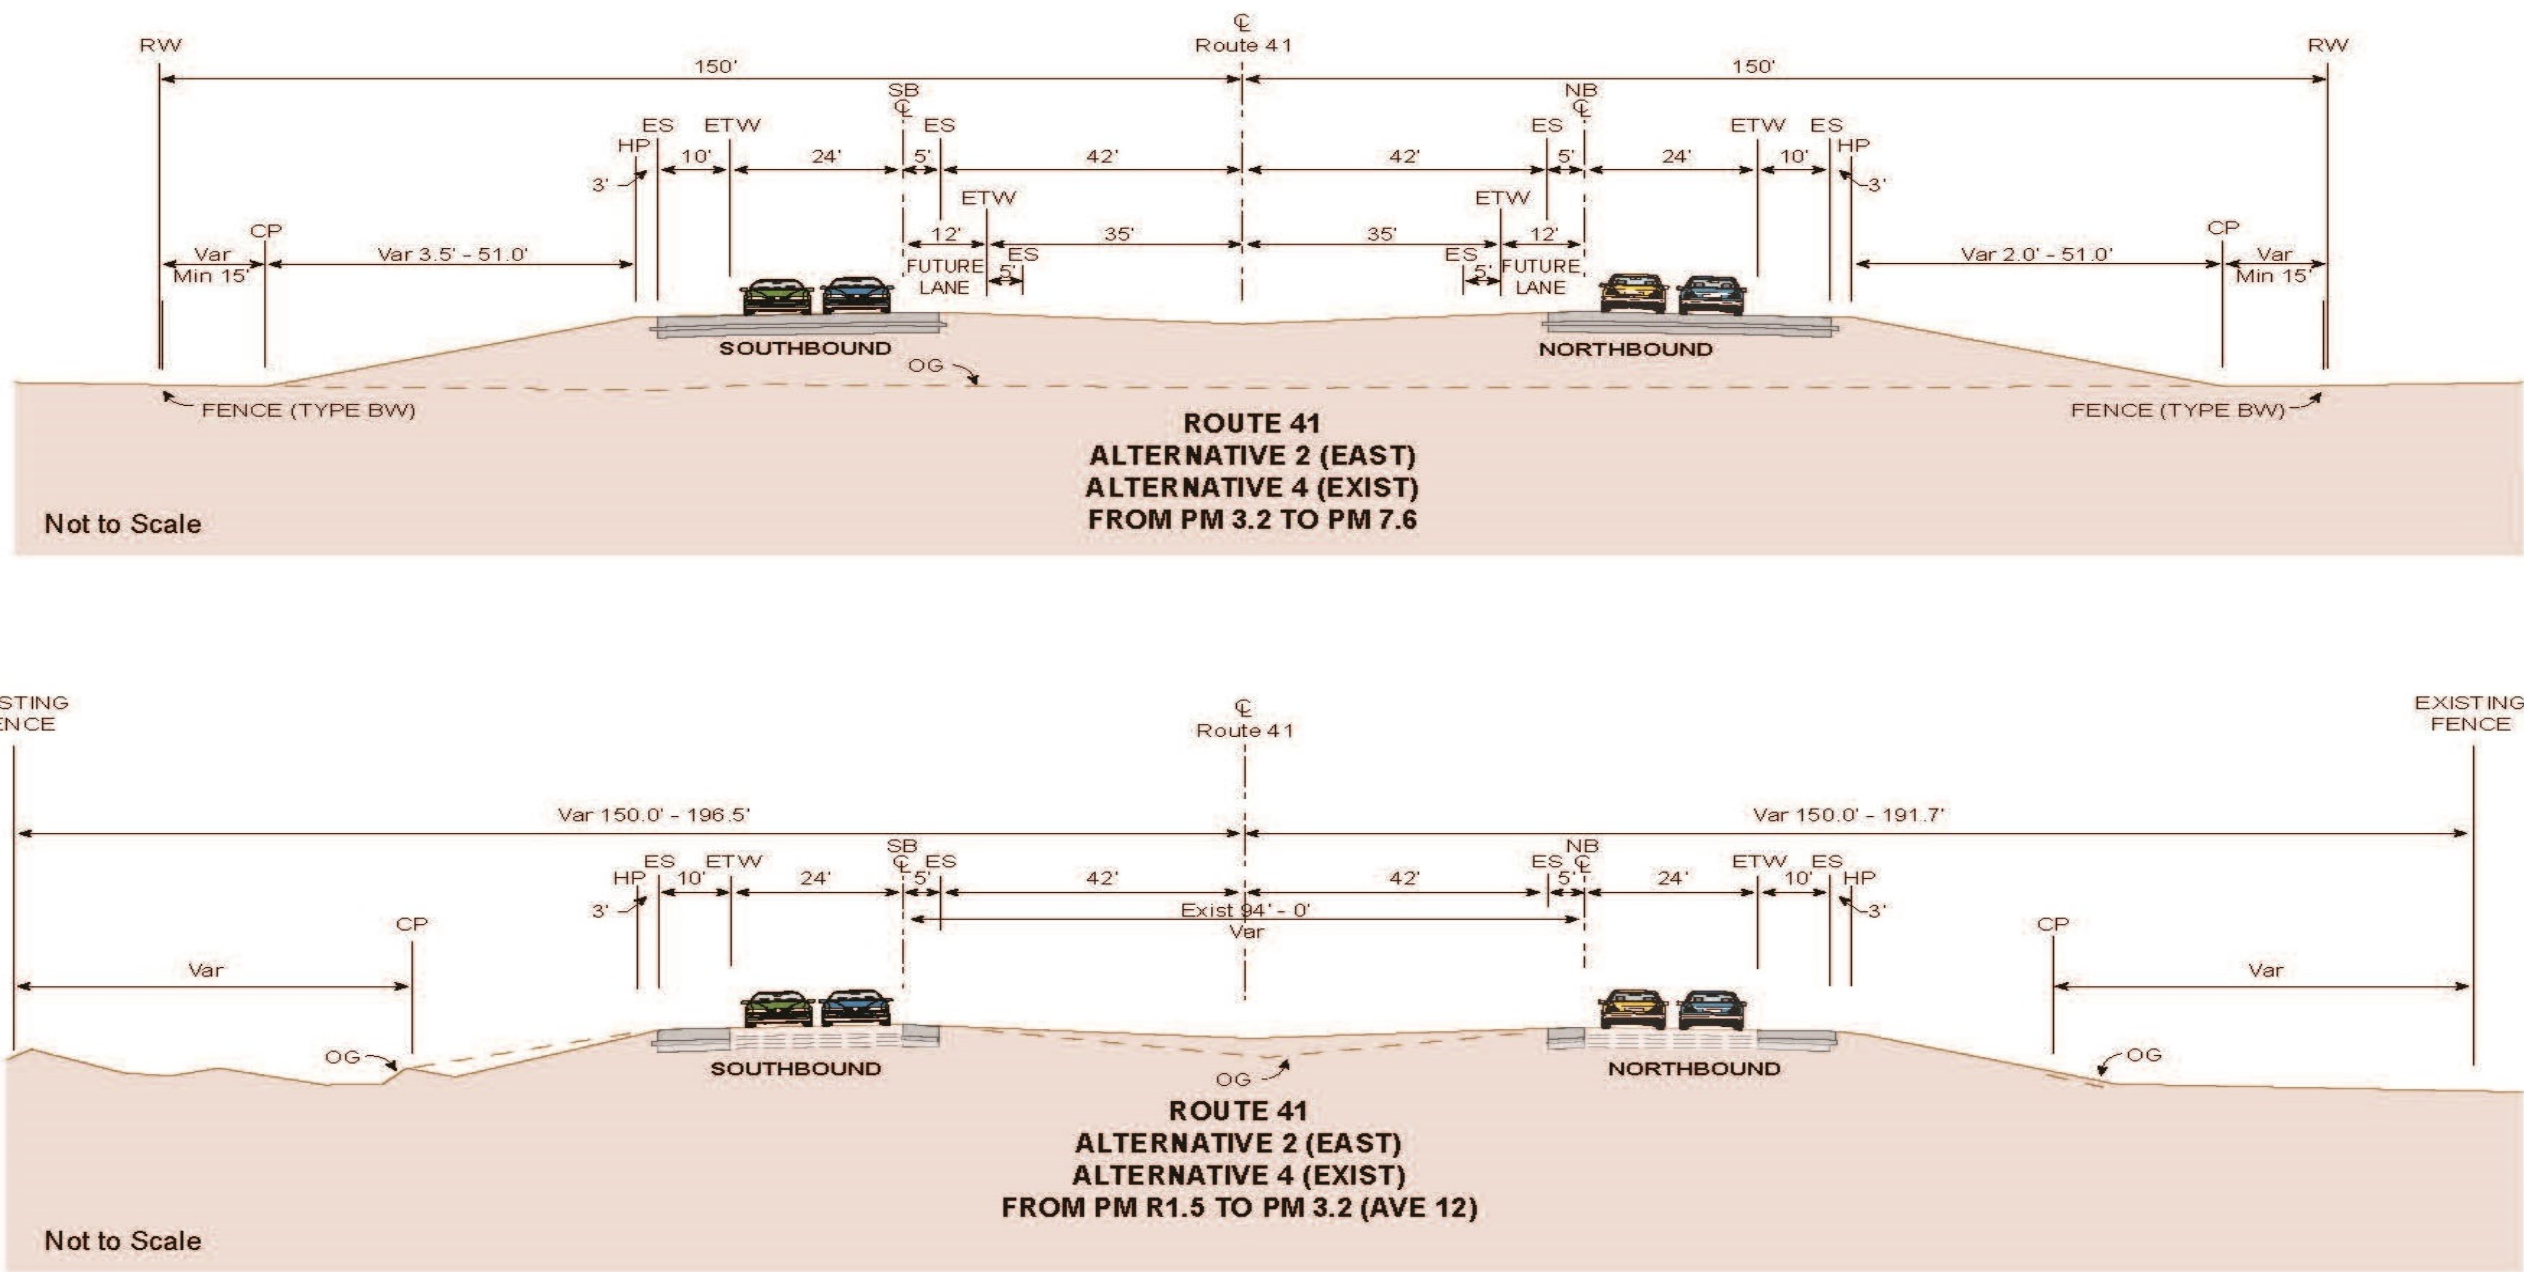 ℄
Route 41
RW
RW
150'
150'
SB
℄
NB
℄
ES ETW ES
ES ETW ES
HP
HP
10' 24' 5' 42' 42' 5' 24' 10'
3'
3'
ETW
ETW
CP
CP
12' 35' 35' 12'
Var
Min 15'
Var 3.5' - 51.0'
FUTURE
LANE
5'
ES
ES
5'
FUTURE
LANE
Var 2.0' - 51.0'
Var
Min 15'
SOUTHBOUND
NORTHBOUND
OG
FENCE (TYPE BW)
FENCE (TYPE BW)
ROUTE 41
ALTERNATIVE 2 (EAST)
ALTERNATIVE 4 (EXIST)
FROM PM 3.2 TO PM 7.6
Not to Scale
STING
ENCE
℄
Route 41
EXISTING
FENCE
Var 150.0' - 196.5'
Var 150.0' - 191.7'
SB
℄
NB
℄
ES ETW ES
ES ETW ES
HP
HP
10' 24' 5' 42' 42' 5' 24' 10'
3'
3'
Exist 94' - 0'
Var
CP
CP
Var
Var
OG
OG
OG
SOUTHBOUND
NORTHBOUND
ROUTE 41
ALTERNATIVE 2 (EAST)
ALTERNATIVE 4 (EXIST)
FROM PM R1.5 TO PM 3.2 (AVE 12)
Not to Scale